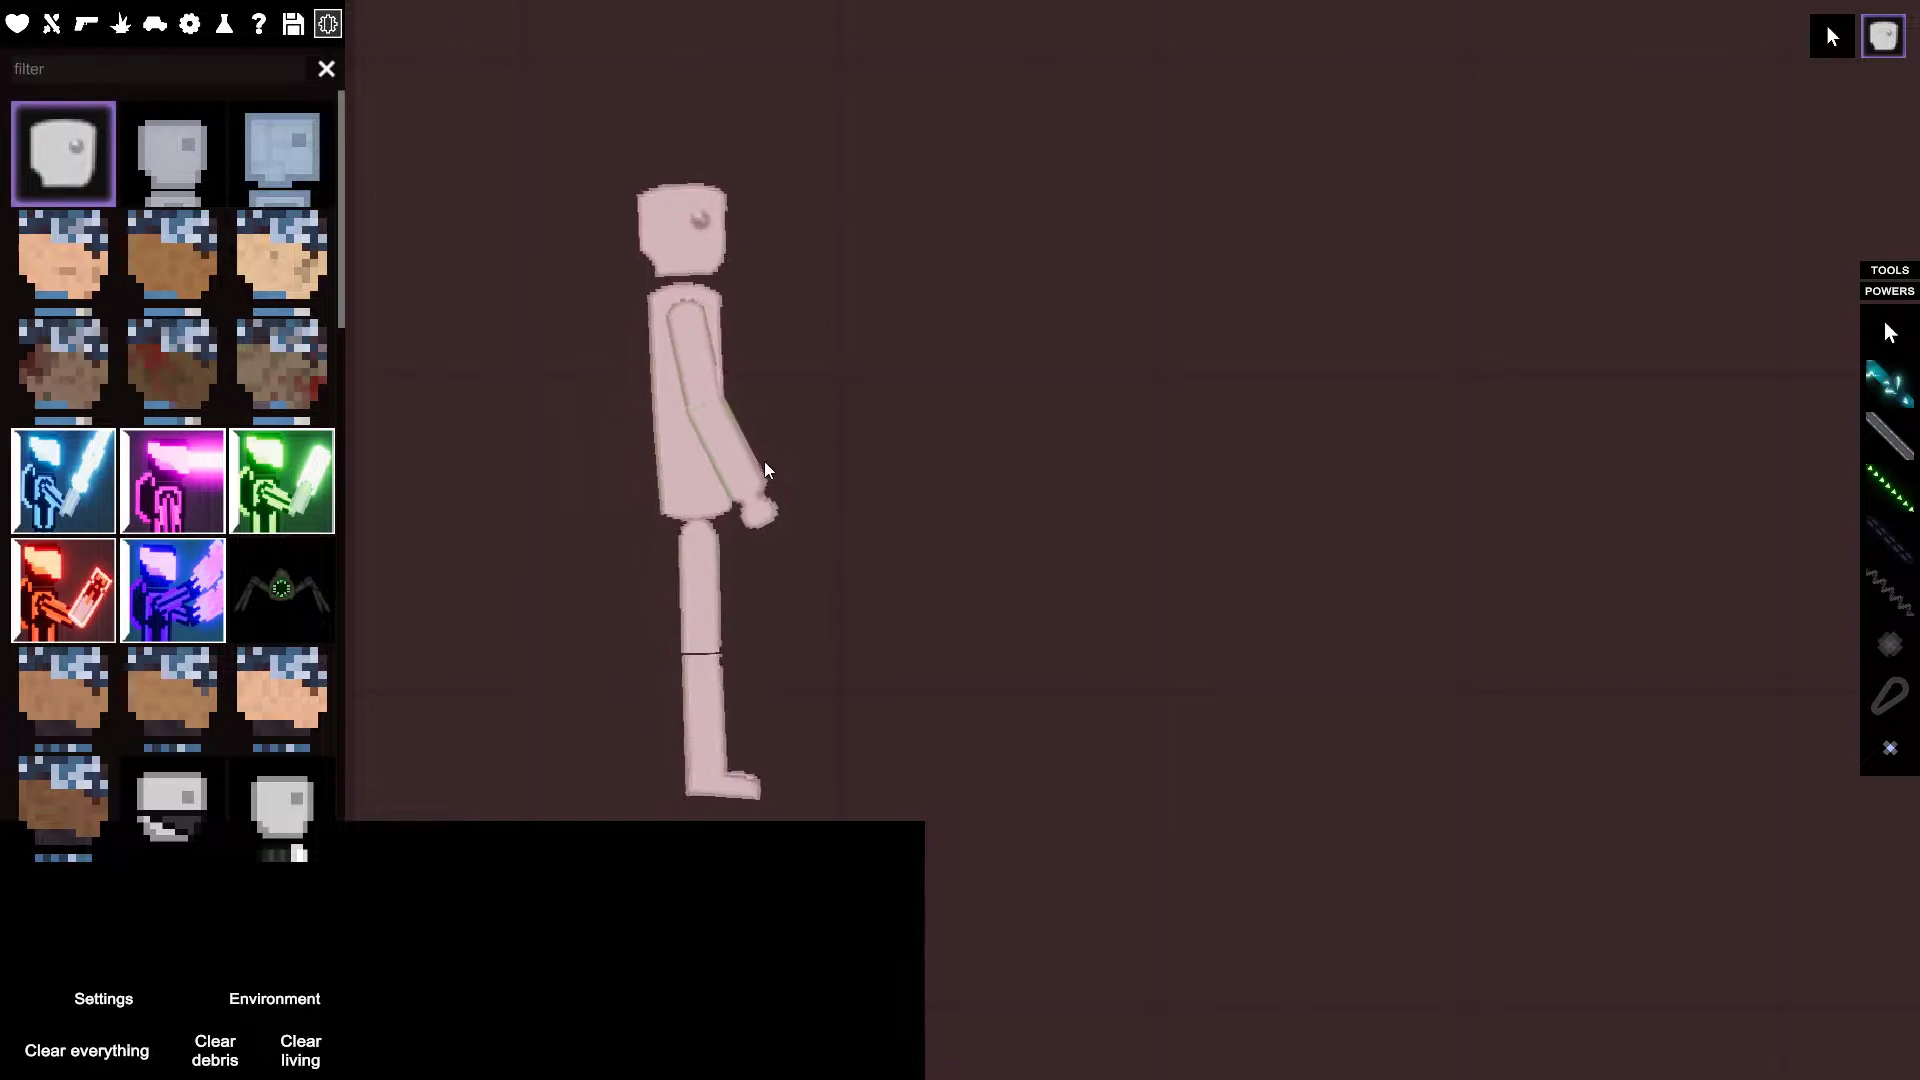 filter
TOOLS
POWERS
Settings
Environment
Clear everything
Clear
debris
Clear
living